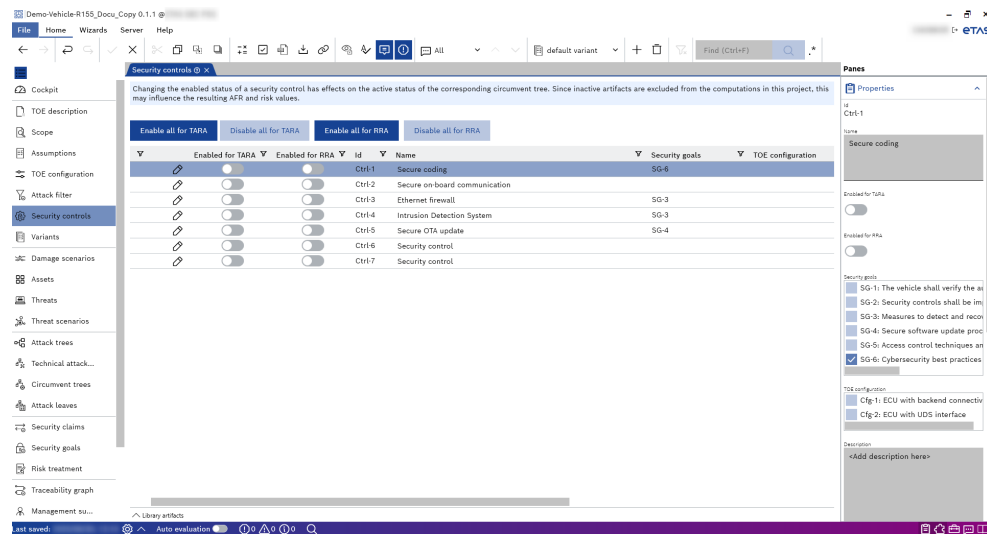 Demo-Vehicle-R155_Docu_Copy 0.1.1 @
File Home Wizards Server Help
ETAS
All
default variant
Find (Ctrl+F)
.*
Security controls
Panes
Cockpit
TOE description
Scope
Assumptions
TOE configuration
Attack filter
Security controls
Variants
Damage scenarios
Assets
Threats
Threat scenarios
Attack trees
Technical attack...
Circumvent trees
Attack leaves
Security claims
Security goals
Risk treatment
Traceability graph
Management su...
Changing the enabled status of a security control has effects on the active status of the corresponding circumvent tree. Since inactive artifacts are excluded from the computations in this project, this
may influence the resulting AFR and risk values.
Enable all for TARA Disable all for TARA Enable all for RRA Disable all for RRA
Enabled for TARA Enabled for RRA Id Name Security goals TOE configuration
Ctrl-1 Secure coding SG-6
Ctrl-2 Secure on-board communication
Ctrl-3 Ethernet firewall SG-3
Ctrl-4 Intrusion Detection System SG-3
Ctrl-5 Secure OTA update SG-4
Ctrl-6 Security control
Ctrl-7 Security control
Library artifacts
Properties
Id
Ctrl-1
Name
Secure coding
Enabled for TARA
Enabled for RRA
Security goals
SG-1: The vehicle shall verify the au
SG-2: Security controls shall be im
SG-3: Measures to detect and recov
SG-4: Secure software update proc
SG-5: Access control techniques an
SG-6: Cybersecurity best practices
TOE configuration
Cfg-1: ECU with backend connectiv
Cfg-2: ECU with UDS interface
Description
<Add description here>
Last saved:
Auto evaluation
0 0 0